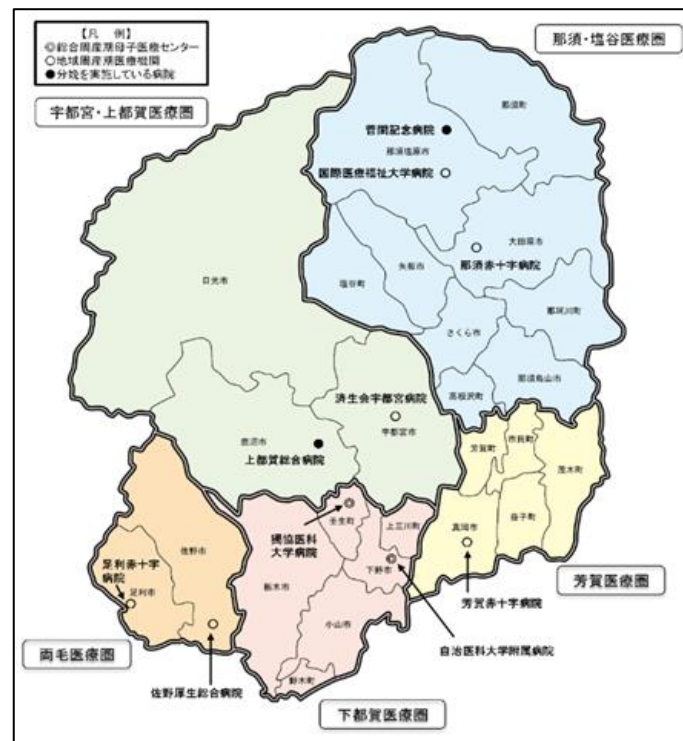 【凡 例】
◎総合周産期母子医療センター
○地域周産期医療機関
●分娩を実施している病院
那須・塩谷医療圏
宇都宮・上都賀医療圏
那須町
菅間記念病院
那須塩原市
国際医療福祉大学病院
大田原市
那須赤十字病院
矢板市
日光市
塩谷町
那珂川町
さくら市
那須烏山市
高根沢町
済生会宇都宮病院
宇都宮市
鹿沼市
上都賀総合病院
芳賀町
市貝町
茂木町
壬生町
上三川町
獨協医科
大学病院
真岡市
益子町
佐野市
下野市
栃木市
足利赤十字
病院
足利市
芳賀医療圏
芳賀赤十字病院
小山市
自治医科大学附属病院
両毛医療圏
野木町
佐野厚生総合病院
下都賀医療圏